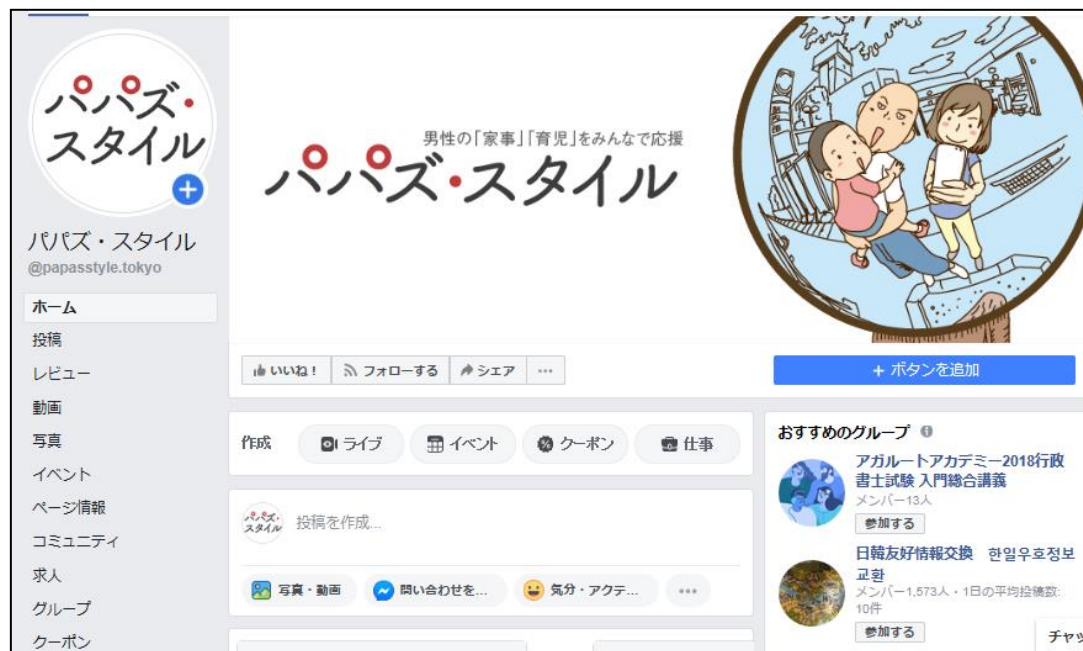 パパズ・
スタイル
男性の「家事」「育児」をみんなで応援
パパズ・スタイル
パパズ・スタイル
@papasstyle.tokyo
ホーム
投稿
レビュー
動画
写真
イベント
ページ情報
コミュニティ
求人
グループ
クーポン
いいね！
フォローする
シェア
ボタンを追加
作成
ライブ
イベント
クーポン
仕事
パパズ・
スタイル
投稿を作成...
写真・動画
問い合わせを...
気分・アクテ...
おすすめのグループ
アガルートアカデミー2018行政
書士試験 入門総合講義
メンバー13人
参加する
日韓友好情報交換 한일우호정보
교환
メンバー1,573人・1日の平均投稿数:
10件
参加する
チャッ